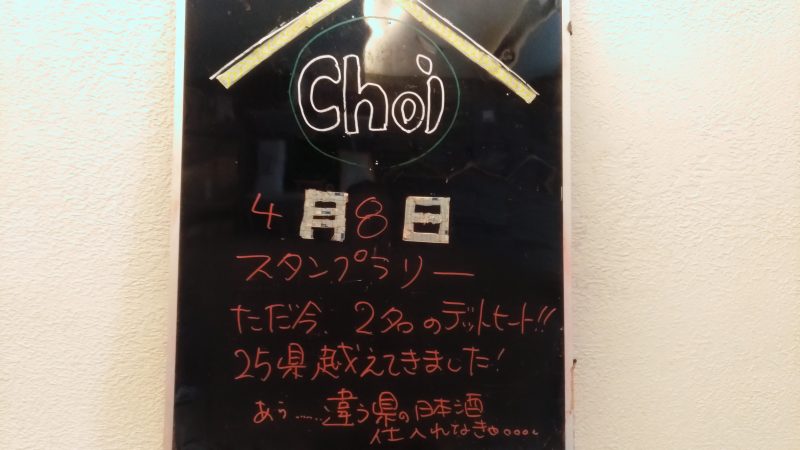 Choi
4月8日
スタンプラリー
ただ今、2名のデットヒート!!
25県越えてきました!
あぅ……違う県の日本酒
仕入れなきゃ。。。。